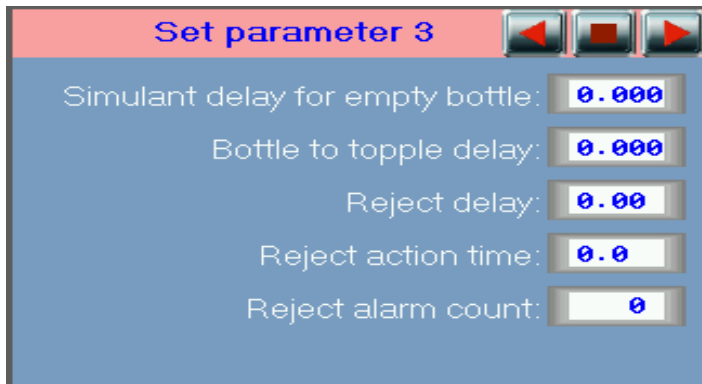 Set parameter 3
Simulant delay for empty bottle: 0.000
Bottle to topple delay: 0.000
Reject delay: 0.00
Reject action time: 0.0
Reject alarm count: 0